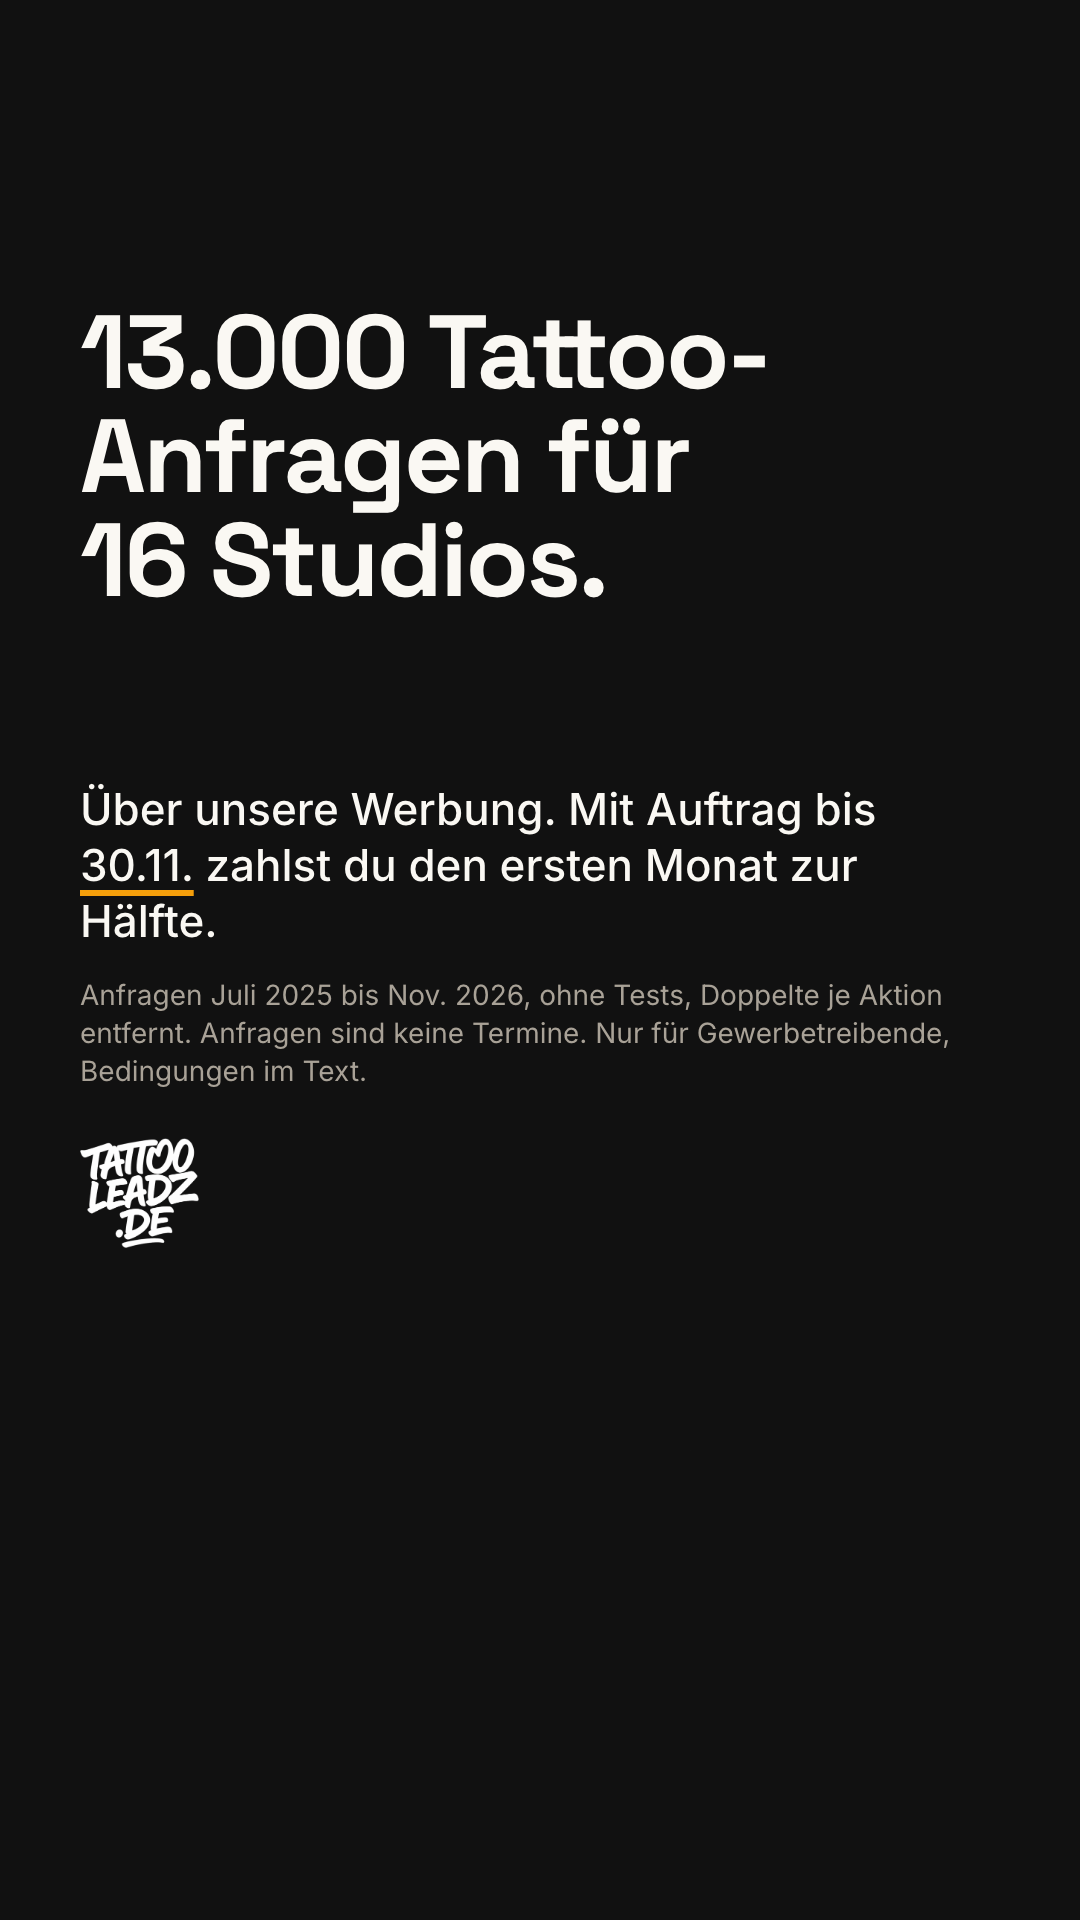 13.000 Tattoo-
Anfragen für
16 Studios.
Über unsere Werbung. Mit Auftrag bis
30.11. zahlst du den ersten Monat zur
Hälfte.
Anfragen Juli 2025 bis Nov. 2026, ohne Tests, Doppelte je Aktion
entfernt. Anfragen sind keine Termine. Nur für Gewerbetreibende,
Bedingungen im Text.
TATTOO
LEADZ
.DE